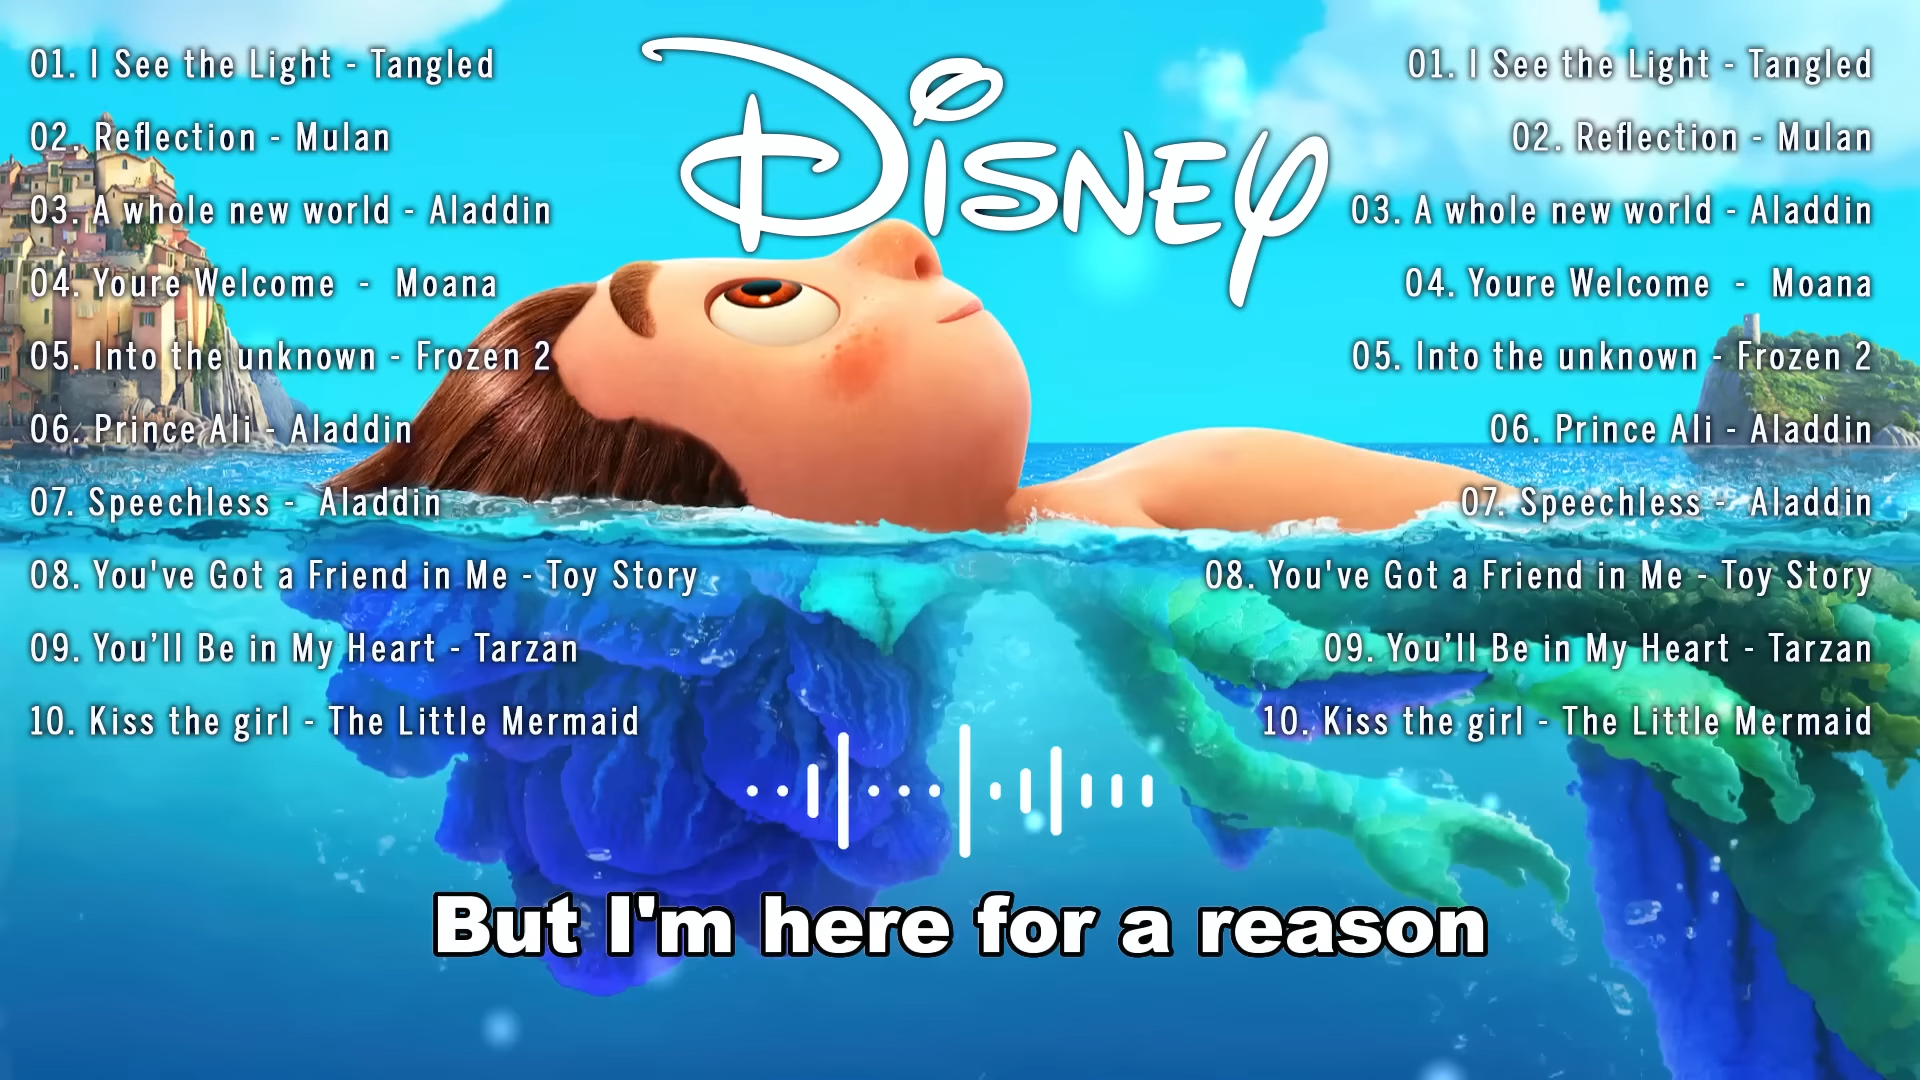 DISNEY
01. I See the Light - Tangled
02. Reflection - Mulan
03. A whole new world - Aladdin
04. Youre Welcome  -  Moana
05. Into the unknown - Frozen 2
06. Prince Ali - Aladdin
07. Speechless -  Aladdin
08. You've Got a Friend in Me - Toy Story
09. You’ll Be in My Heart - Tarzan
10. Kiss the girl - The Little Mermaid
01. I See the Light - Tangled
02. Reflection - Mulan
03. A whole new world - Aladdin
04. Youre Welcome  -  Moana
05. Into the unknown - Frozen 2
06. Prince Ali - Aladdin
07. Speechless -  Aladdin
08. You've Got a Friend in Me - Toy Story
09. You’ll Be in My Heart - Tarzan
10. Kiss the girl - The Little Mermaid
But I'm here for a reason